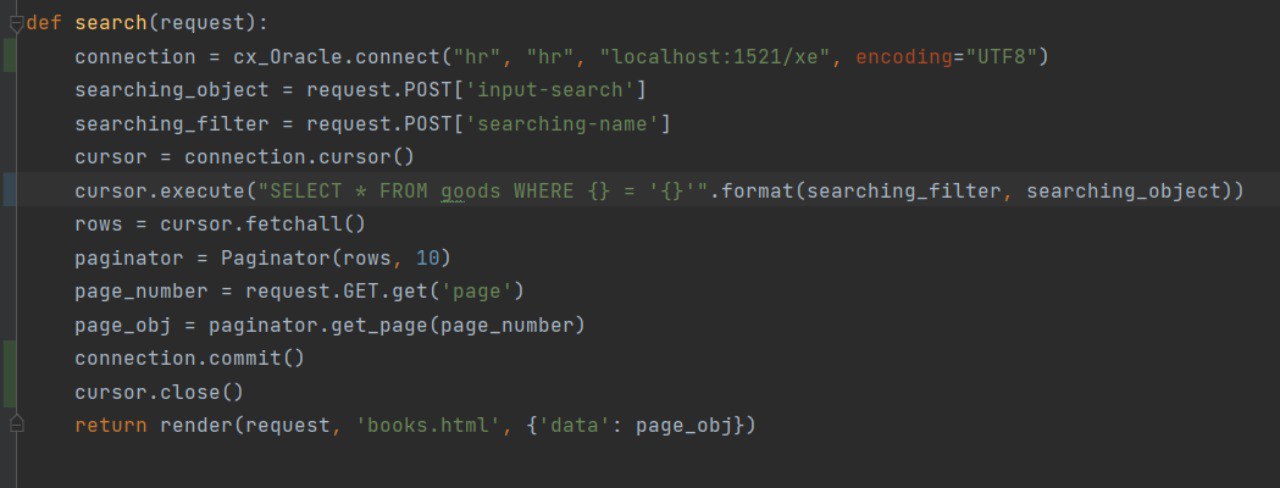 def search(request):
    connection = cx_Oracle.connect("hr", "hr", "localhost:1521/xe", encoding="UTF8")
    searching_object = request.POST['input-search']
    searching_filter = request.POST['searching-name']
    cursor = connection.cursor()
    cursor.execute("SELECT * FROM goods WHERE {} = '{}'".format(searching_filter, searching_object))
    rows = cursor.fetchall()
    paginator = Paginator(rows, 10)
    page_number = request.GET.get('page')
    page_obj = paginator.get_page(page_number)
    connection.commit()
    cursor.close()
    return render(request, 'books.html', {'data': page_obj})